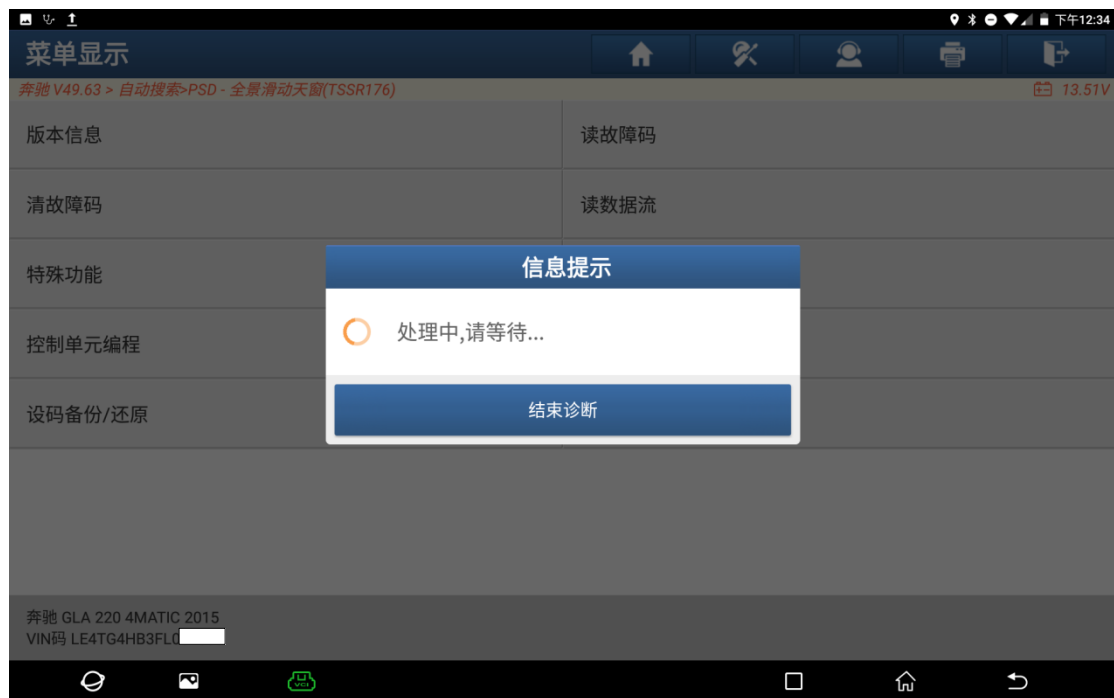 下午12:34
菜单显示
奔驰 V49.63 > 自动搜索>PSD - 全景滑动天窗(TSSR176)
13.51V
版本信息
读故障码
清故障码
读数据流
特殊功能
信息提示
处理中,请等待...
控制单元编程
结束诊断
设码备份/还原
奔驰 GLA 220 4MATIC 2015
VIN码 LE4TG4HB3FL0
VCI